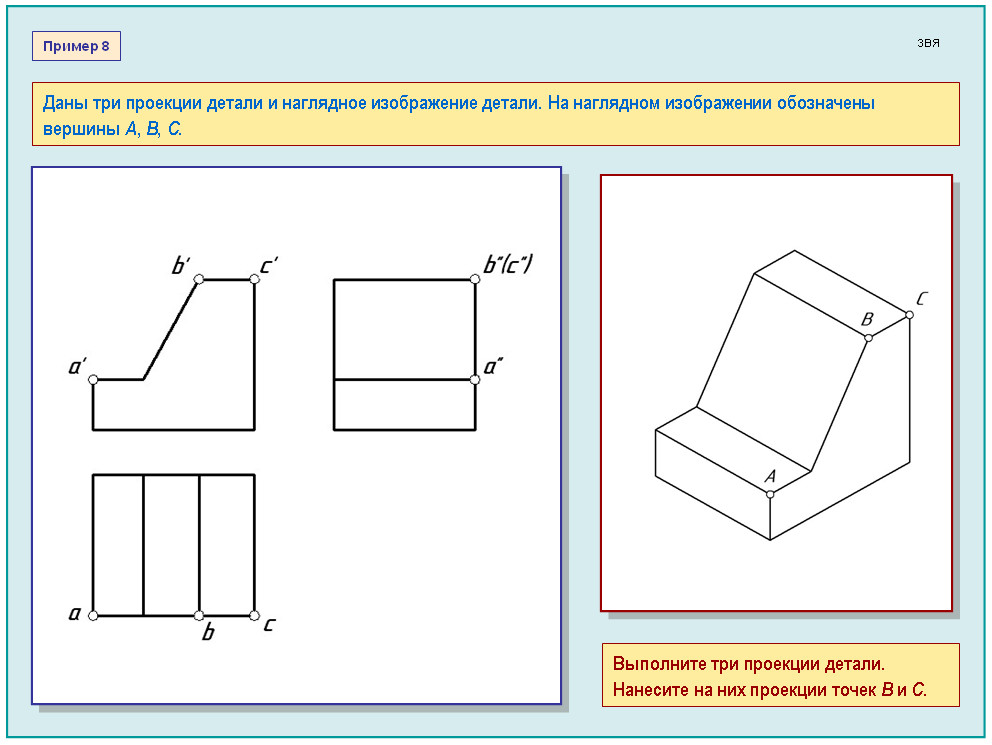 Пример 8
ЗВЯ
Даны три проекции детали и наглядное изображение детали. На наглядном изображении обозначены
вершины A, B, C.
b' c'
a'
b"(c")
a"
a
b
c
C
B
A
Выполните три проекции детали.
Нанесите на них проекции точек B и C.